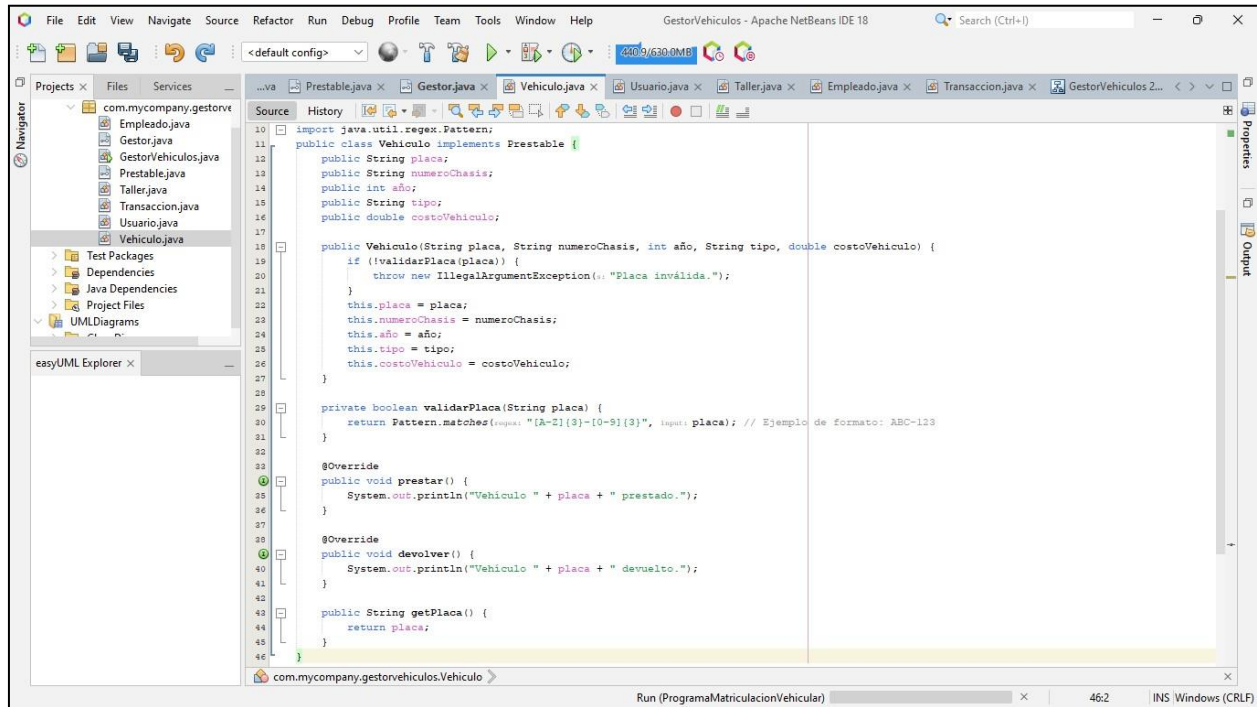 File Edit View Navigate Source Refactor Run Debug Profile Team Tools Window Help GestorVehiculos - Apache NetBeans IDE 18 Search (Ctrl+I)
<default config> 440.9/630.0MB
Projects Files Services
...va Prestable.java Gestor.java Vehiculo.java Usuario.java Taller.java Empleado.java Transaccion.java GestorVehiculos 2...
Source History
Navigator
com.mycompany.gestorve
Empleado.java
Gestor.java
GestorVehiculos.java
Prestable.java
Taller.java
Transaccion.java
Usuario.java
Vehiculo.java
Test Packages
Dependencies
Java Dependencies
Project Files
UMLDiagrams
easyUML Explorer
10 import java.util.regex.Pattern;
11 public class Vehiculo implements Prestable {
12 public String placa;
13 public String numeroChasis;
14 public int año;
15 public String tipo;
16 public double costoVehiculo;
17
18 public Vehiculo(String placa, String numeroChasis, int año, String tipo, double costoVehiculo) {
19 if (!validarPlaca(placa)) {
20 throw new IllegalArgumentException(s: "Placa inválida.");
21 }
22 this.placa = placa;
23 this.numeroChasis = numeroChasis;
24 this.año = año;
25 this.tipo = tipo;
26 this.costoVehiculo = costoVehiculo;
27 }
28
29 private boolean validarPlaca(String placa) {
30 return Pattern.matches(regex: "[A-Z]{3}-[0-9]{3}", input: placa); // Ejemplo de formato: ABC-123
31 }
32
33 @Override
public void prestar() {
35 System.out.println("Vehiculo " + placa + " prestado.");
36 }
37
38 @Override
public void devolver() {
40 System.out.println("Vehiculo " + placa + " devuelto.");
41 }
42
43 public String getPlaca() {
44 return placa;
45 }
46 }
com.mycompany.gestorvehiculos.Vehiculo
Run (ProgramaMatriculacionVehicular) 46:2 INS Windows (CRLF)
Properties
Output